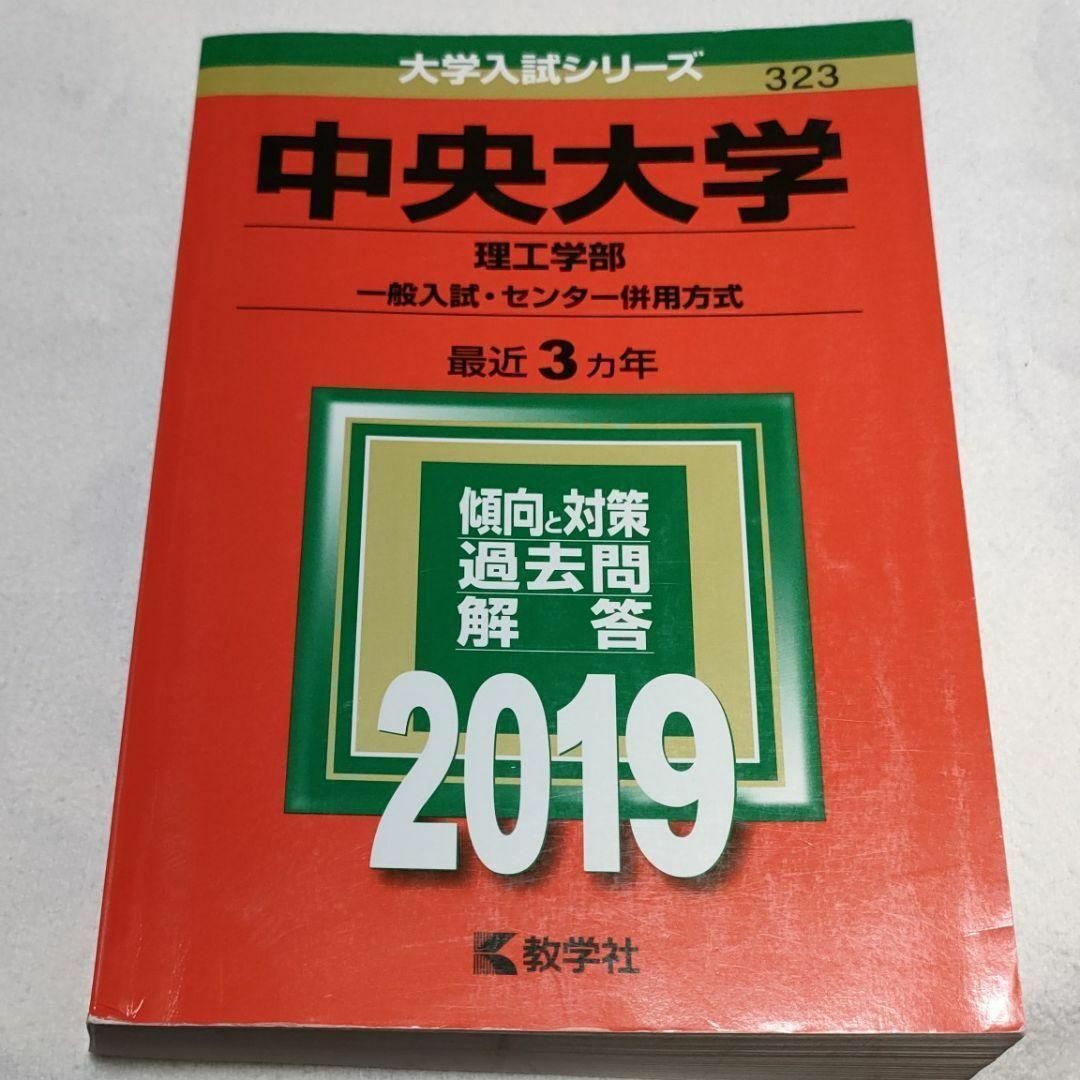 大学入試シリーズ
323
中央大学
理工学部
一般入試・センター併用方式
最近3ヵ年
傾向と対策
過去問
解答
2019
教学社